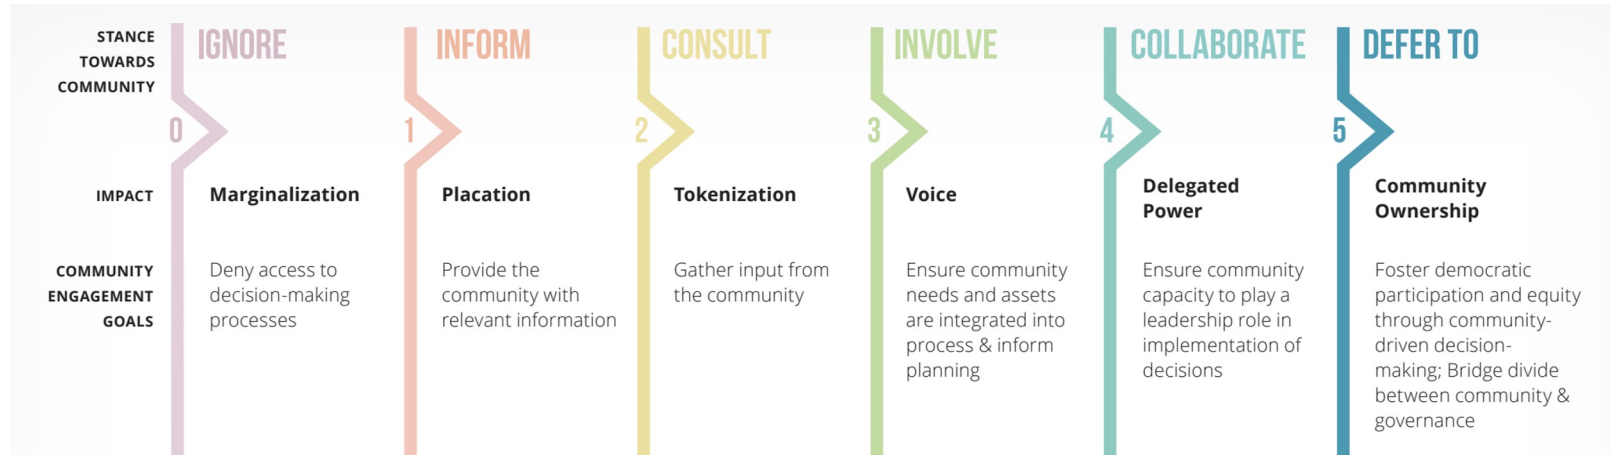 STANCE
TOWARDS
COMMUNITY
IGNORE
INFORM
CONSULT
INVOLVE
COLLABORATE
DEFER TO
0
1
2
3
4
5
IMPACT
Marginalization
Placation
Tokenization
Voice
Delegated
Power
Community
Ownership
COMMUNITY
ENGAGEMENT
GOALS
Deny access to
decision-making
processes
Provide the
community with
relevant information
Gather input from
the community
Ensure community
needs and assets
are integrated into
process & inform
planning
Ensure community
capacity to play a
leadership role in
implementation of
decisions
Foster democratic
participation and equity
through community-
driven decision-
making; Bridge divide
between community &
governance